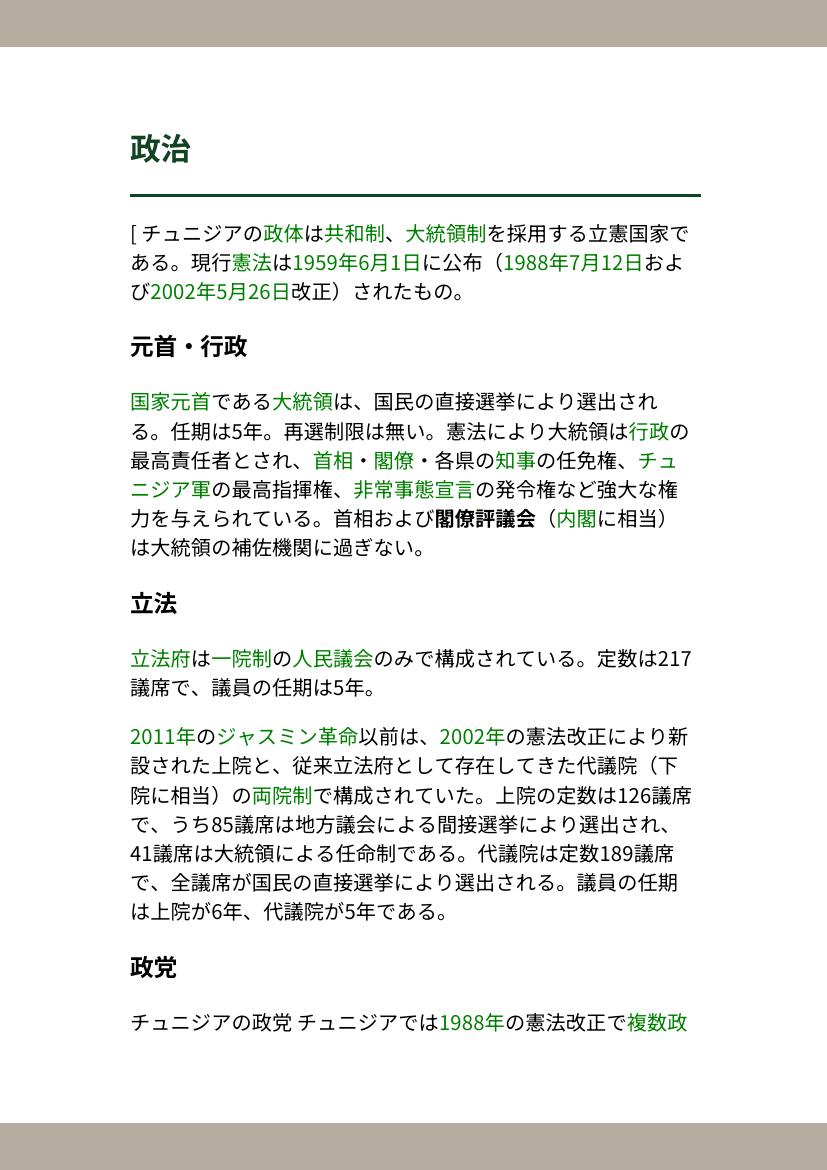 政治
[ チュニジアの政体は共和制、大統領制を採用する立憲国家で
ある。現行憲法は1959年6月1日に公布（1988年7月12日およ
び2002年5月26日改正）されたもの。
元首・行政
国家元首である大統領は、国民の直接選挙により選出され
る。任期は5年。再選制限は無い。憲法により大統領は行政の
最高責任者とされ、首相・閣僚・各県の知事の任免権、チュ
ニジア軍の最高指揮権、非常事態宣言の発令権など強大な権
力を与えられている。首相および閣僚評議会（内閣に相当）
は大統領の補佐機関に過ぎない。
立法
立法府は一院制の人民議会のみで構成されている。定数は217
議席で、議員の任期は5年。
2011年のジャスミン革命以前は、2002年の憲法改正により新
設された上院と、従来立法府として存在してきた代議院（下
院に相当）の両院制で構成されていた。上院の定数は126議席
で、うち85議席は地方議会による間接選挙により選出され、
41議席は大統領による任命制である。代議院は定数189議席
で、全議席が国民の直接選挙により選出される。議員の任期
は上院が6年、代議院が5年である。
政党
チュニジアの政党 チュニジアでは1988年の憲法改正で複数政